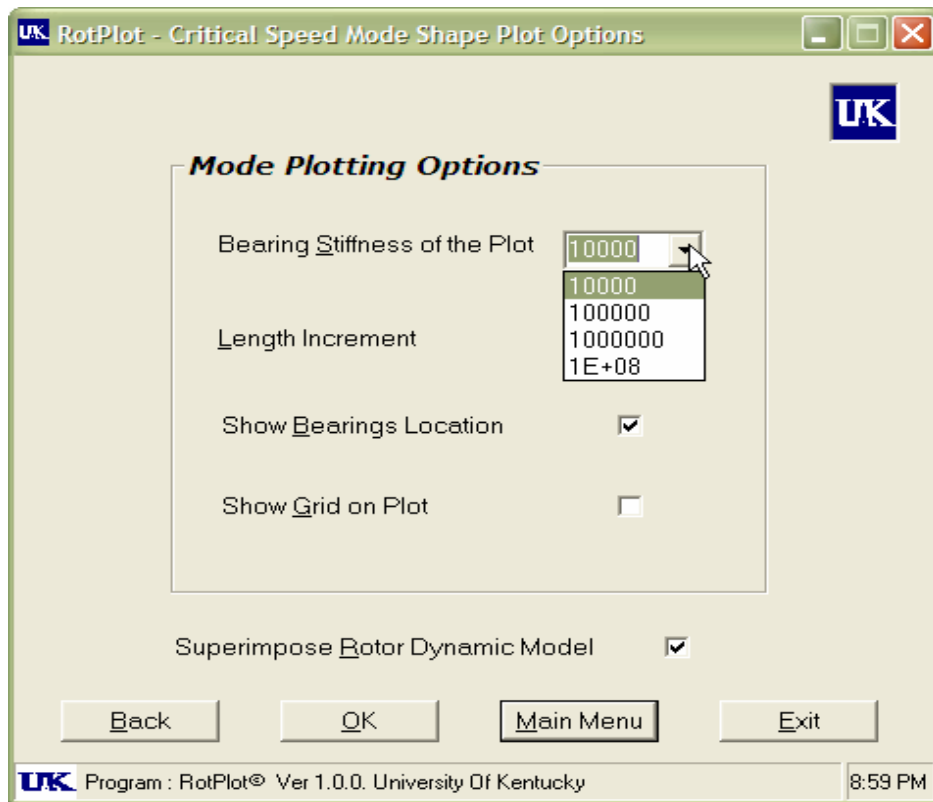 UK RotPlot - Critical Speed Mode Shape Plot Options
UK
Mode Plotting Options
Bearing Stiffness of the Plot
10000
10000
100000
1000000
1E+08
Length Increment
Show Bearings Location
Show Grid on Plot
Superimpose Rotor Dynamic Model
Back
OK
Main Menu
Exit
UK Program : RotPlot© Ver 1.0.0. University Of Kentucky
8:59 PM